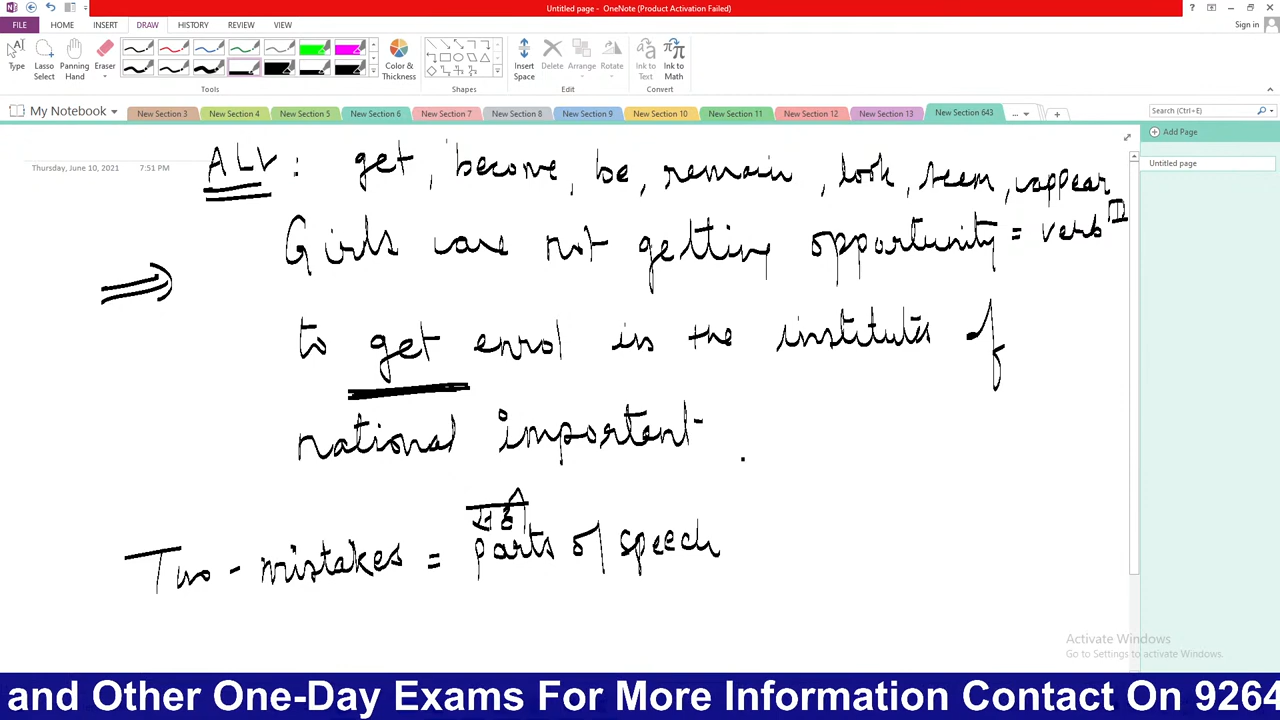 Untitled page - OneNote (Product Activation Failed)
FILE HOME INSERT DRAW HISTORY REVIEW VIEW
Sign in
Type Lasso Select Panning Hand Eraser Color & Thickness Insert Space Delete Arrange Rotate Ink to Text Ink to Math
Tools Shapes Edit Convert
My Notebook New Section 3 New Section 4 New Section 5 New Section 6 New Section 7 New Section 8 New Section 9 New Section 10 New Section 11 New Section 12 New Section 13 New Section 643 ... Search (Ctrl+E)
Add Page
Untitled page
Thursday, June 10, 2021 7:51 PM
: get, become, be, remain, look, seem, appear
Girls are not getting opportunity = verb III
to get enrol in the institutes of
national important .
सही
Two - mistakes = parts of speech
Activate Windows
Go to Settings to activate Windows.
and Other One-Day Exams For More Information Contact On 9264